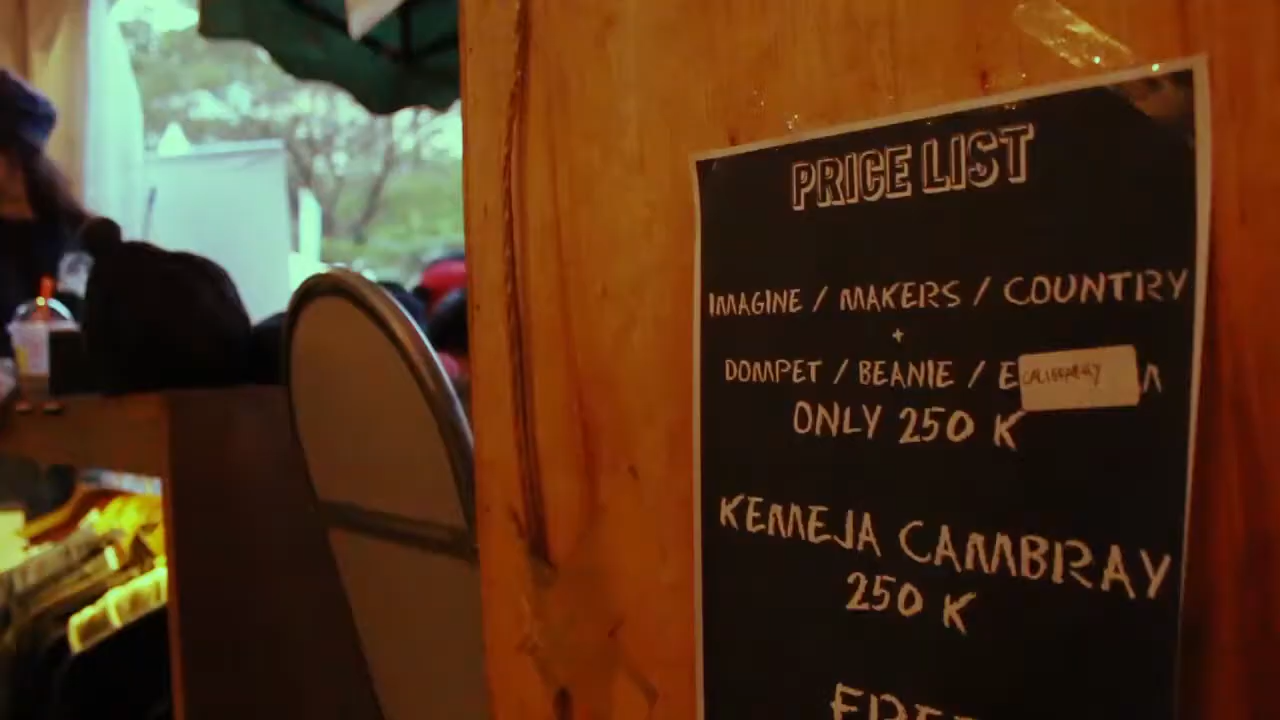 PRICE LIST
IMAGINE / MAKERS / COUNTRY
+
DOMPET / BEANIE /
ONLY 250 K
KEMEJA CAMBRAY
250 K